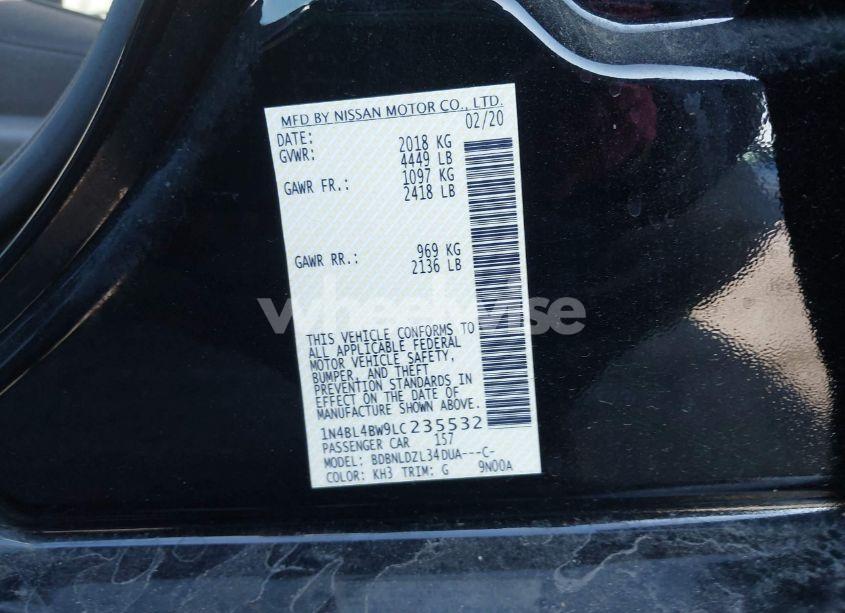 MFD BY NISSAN MOTOR CO., LTD.
DATE: 02/20
GVWR: 2018 KG
4449 LB
GAWR FR.: 1097 KG
2418 LB
GAWR RR.: 969 KG
2136 LB
wheelwise
THIS VEHICLE CONFORMS TO
ALL APPLICABLE FEDERAL
MOTOR VEHICLE SAFETY,
BUMPER, AND THEFT
PREVENTION STANDARDS IN
EFFECT ON THE DATE OF
MANUFACTURE SHOWN ABOVE.
1N4BL4BW9LC235532
PASSENGER CAR 157
MODEL: BDBNLDZL34DUA---C-
COLOR: KH3 TRIM: G 9N00A